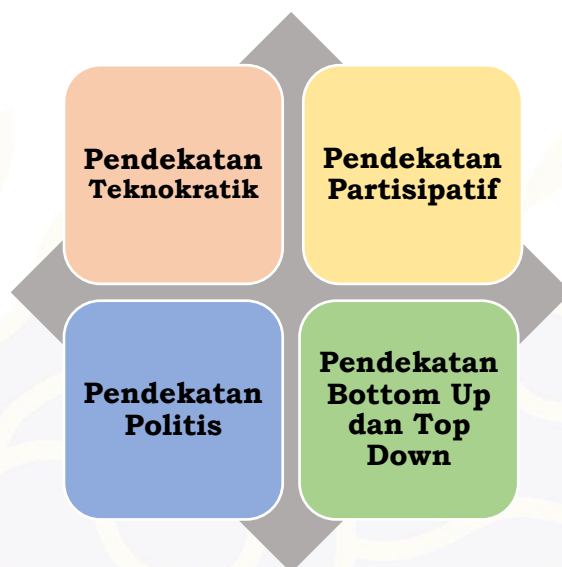 Pendekatan
Teknokratik
Pendekatan
Partisipatif
Pendekatan
Politis
Pendekatan
Bottom Up
dan Top
Down